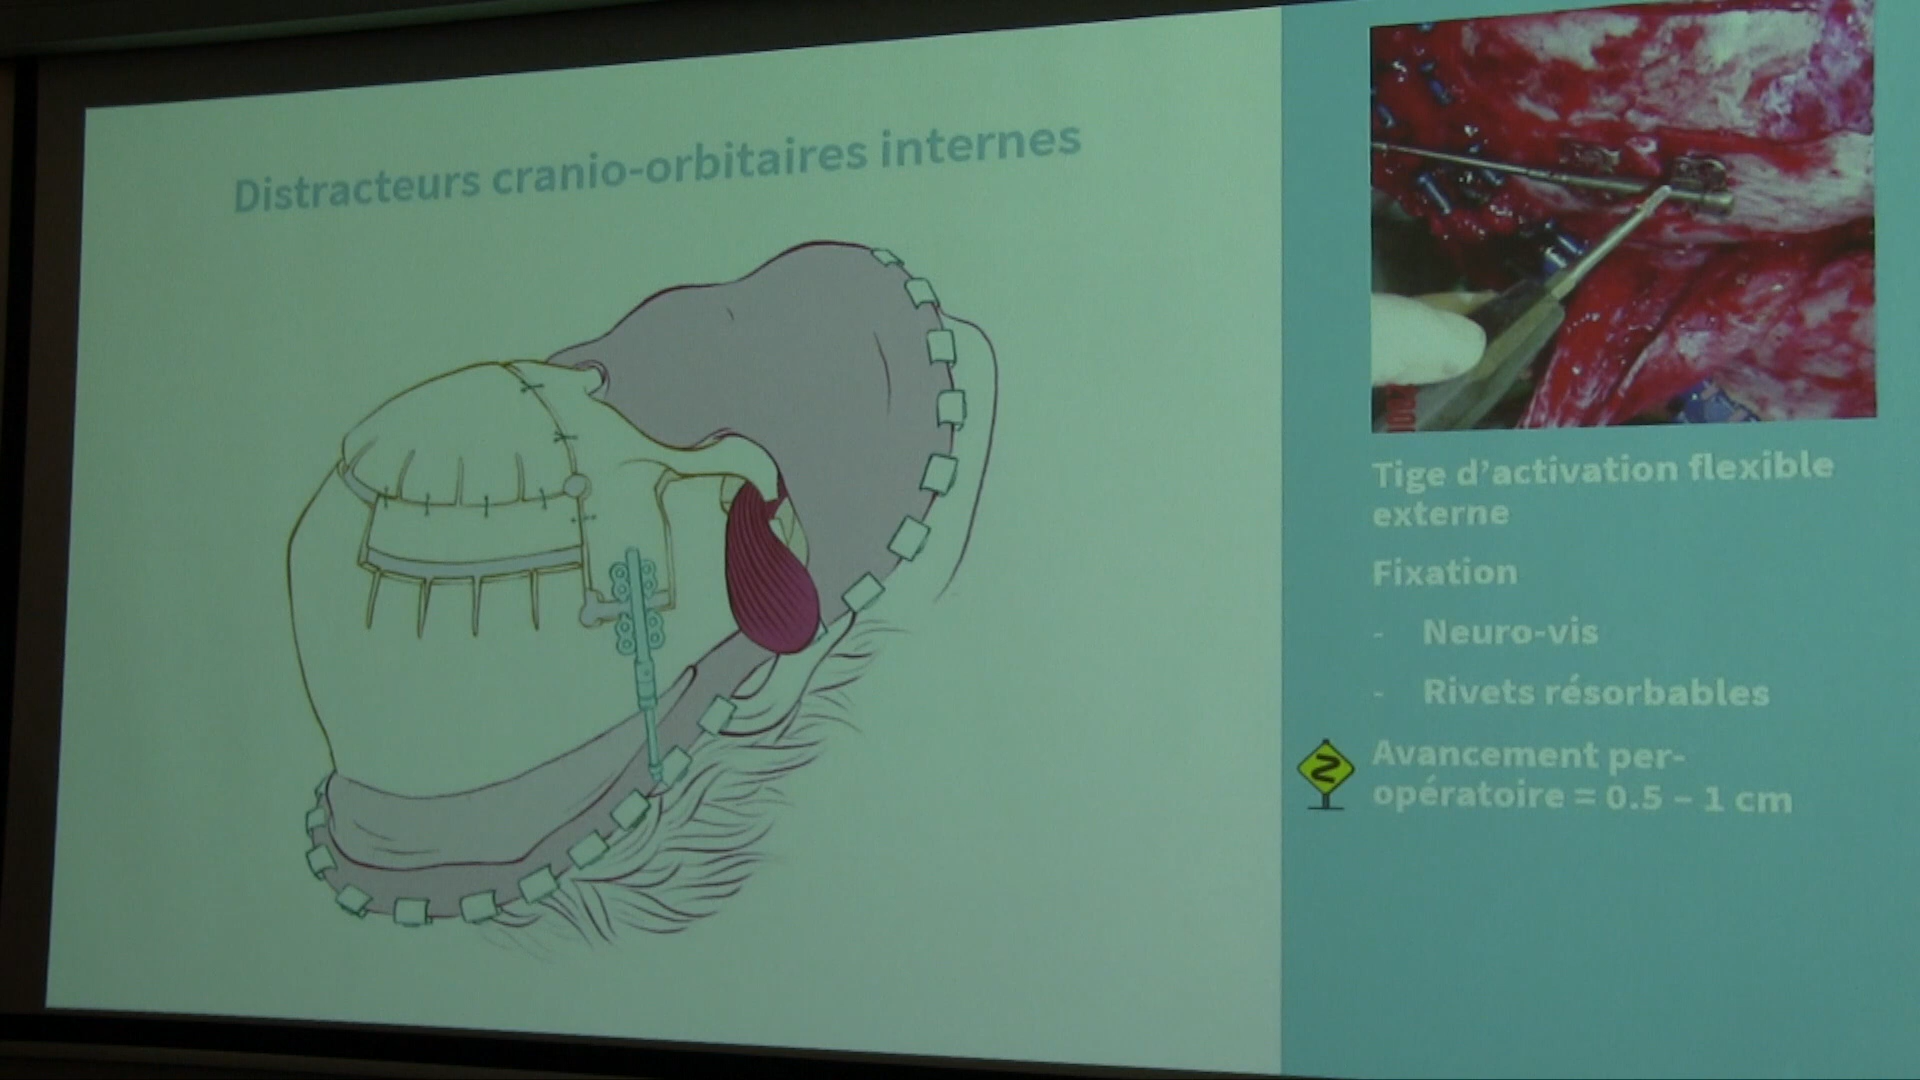 Distracteurs cranio-orbitaires internes
Tige d’activation flexible
externe
Fixation
- Neuro-vis
- Rivets résorbables
Avancement per-
opératoire = 0.5 – 1 cm